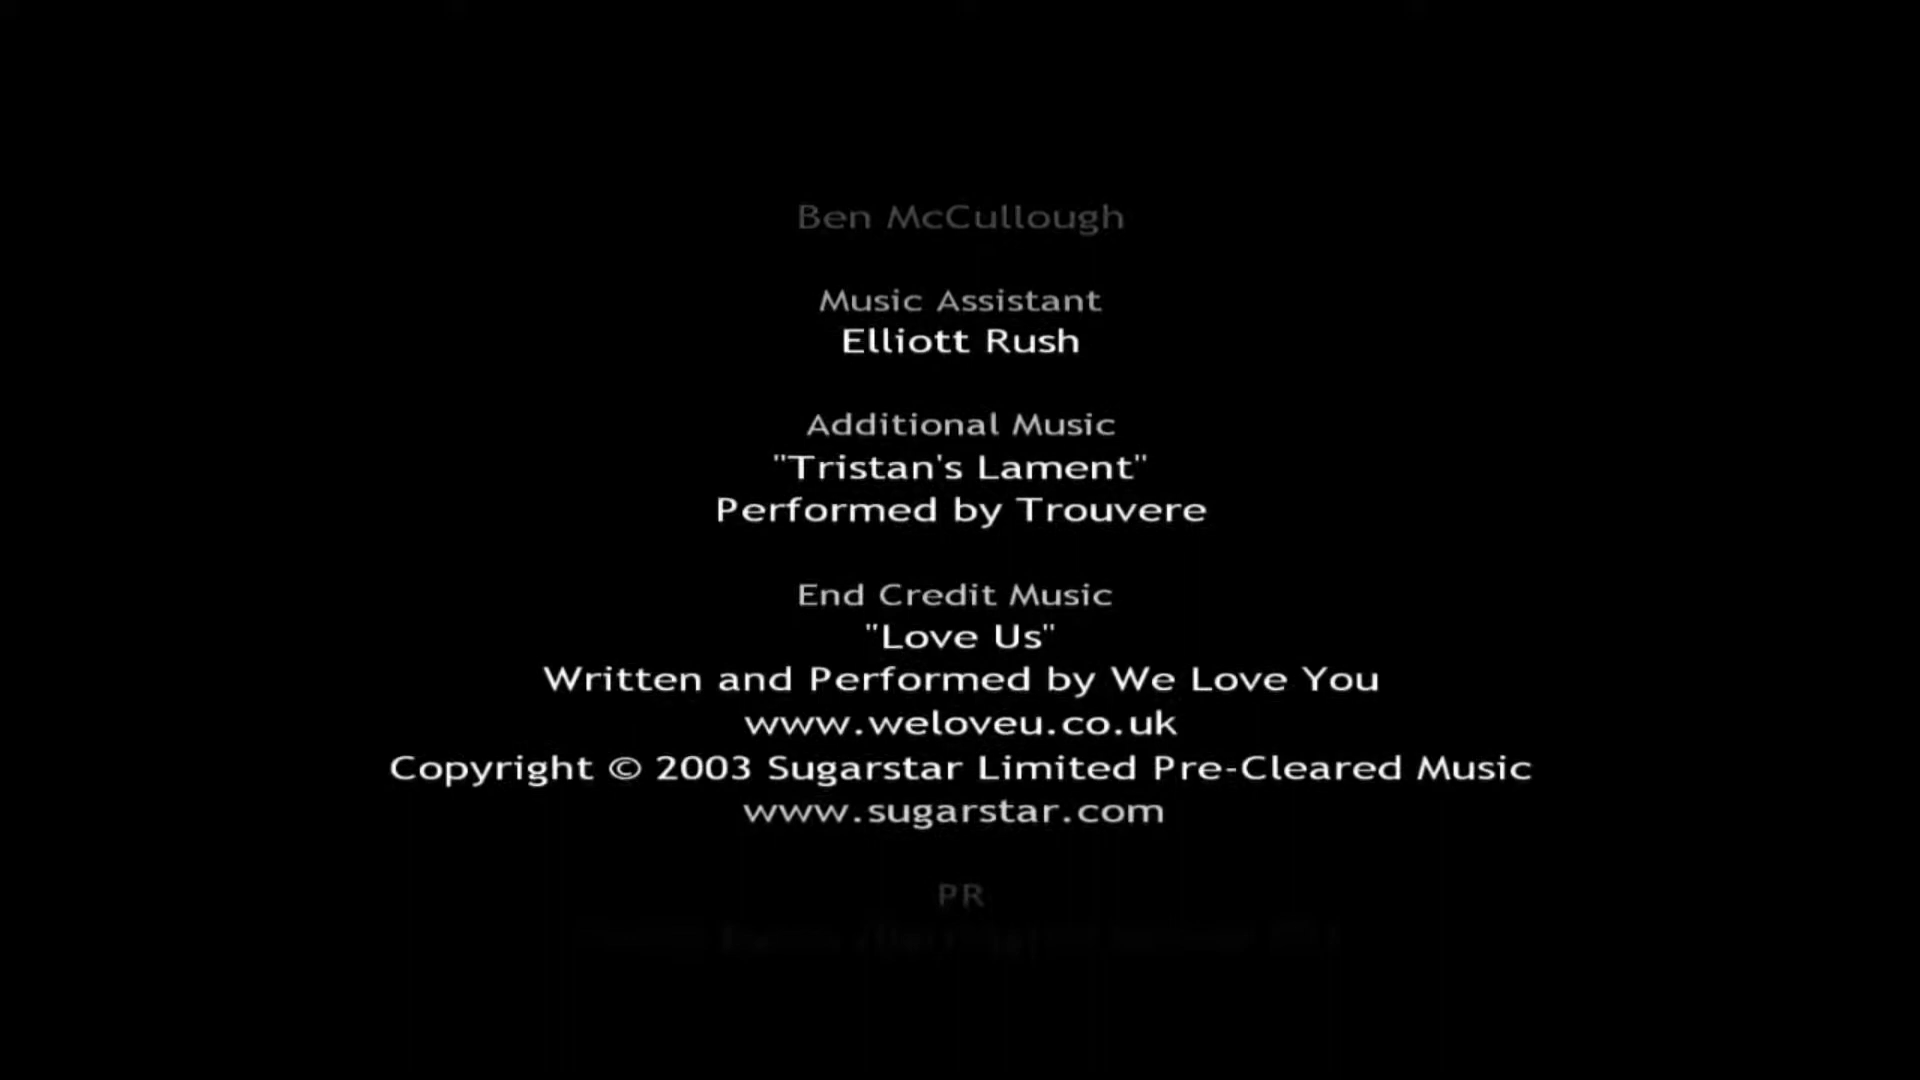 Ben McCullough
Music Assistant
Elliott Rush
Additional Music
"Tristan's Lament"
Performed by Trouvere
End Credit Music
"Love Us"
Written and Performed by We Love You
www.weloveu.co.uk
Copyright © 2003 Sugarstar Limited Pre-Cleared Music
www.sugarstar.com
PR